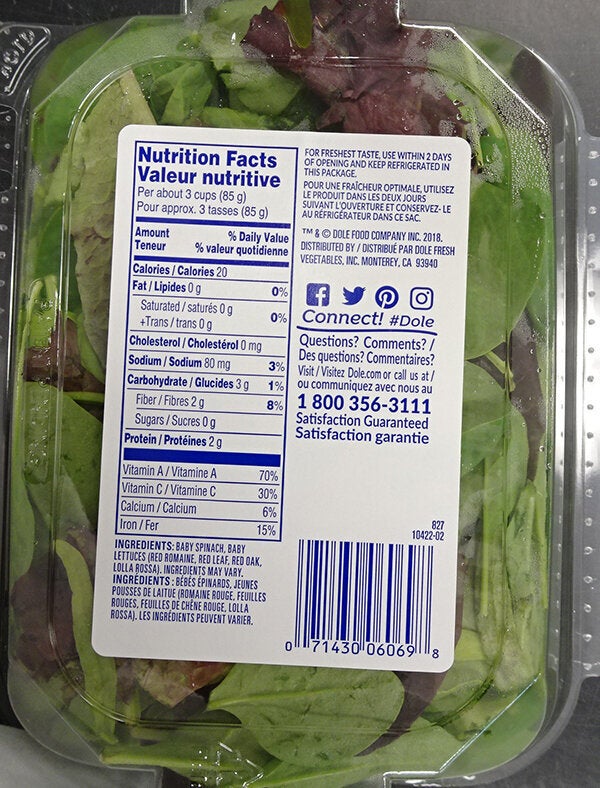 Nutrition Facts
Valeur nutritive
Per about 3 cups (85 g)
Pour approx. 3 tasses (85 g)
Amount % Daily Value
Teneur % valeur quotidienne
Calories / Calories 20
Fat / Lipides 0 g 0%
Saturated / saturés 0 g
+Trans / trans 0 g 0%
Cholesterol / Cholestérol 0 mg
Sodium / Sodium 80 mg 3%
Carbohydrate / Glucides 3 g 1%
Fiber / Fibres 2 g 8%
Sugars / Sucres 0 g
Protein / Protéines 2 g
Vitamin A / Vitamine A 70%
Vitamin C / Vitamine C 30%
Calcium / Calcium 6%
Iron / Fer 15%
INGREDIENTS: BABY SPINACH, BABY
LETTUCES (RED ROMAINE, RED LEAF, RED OAK,
LOLLA ROSSA). INGREDIENTS MAY VARY.
INGRÉDIENTS : BÉBÉS ÉPINARDS, JEUNES
POUSSES DE LAITUE (ROMAINE ROUGE, FEUILLES
ROUGES, FEUILLES DE CHÊNE ROUGE, LOLLA
ROSSA). LES INGRÉDIENTS PEUVENT VARIER.
FOR FRESHEST TASTE, USE WITHIN 2 DAYS
OF OPENING AND KEEP REFRIGERATED IN
THIS PACKAGE.
POUR UNE FRAÎCHEUR OPTIMALE, UTILISEZ
LE PRODUIT DANS LES DEUX JOURS
SUIVANT L'OUVERTURE ET CONSERVEZ- LE
AU RÉFRIGÉRATEUR DANS CE SAC.
TM & © DOLE FOOD COMPANY INC. 2018.
DISTRIBUTED BY / DISTRIBUÉ PAR DOLE FRESH
VEGETABLES, INC. MONTEREY, CA 93940
Connect! #Dole
Questions? Comments? /
Des questions? Commentaires?
Visit / Visitez Dole.com or call us at /
ou communiquez avec nous au
1 800 356-3111
Satisfaction Guaranteed
Satisfaction garantie
827
10422-02
0 71430 06069 8